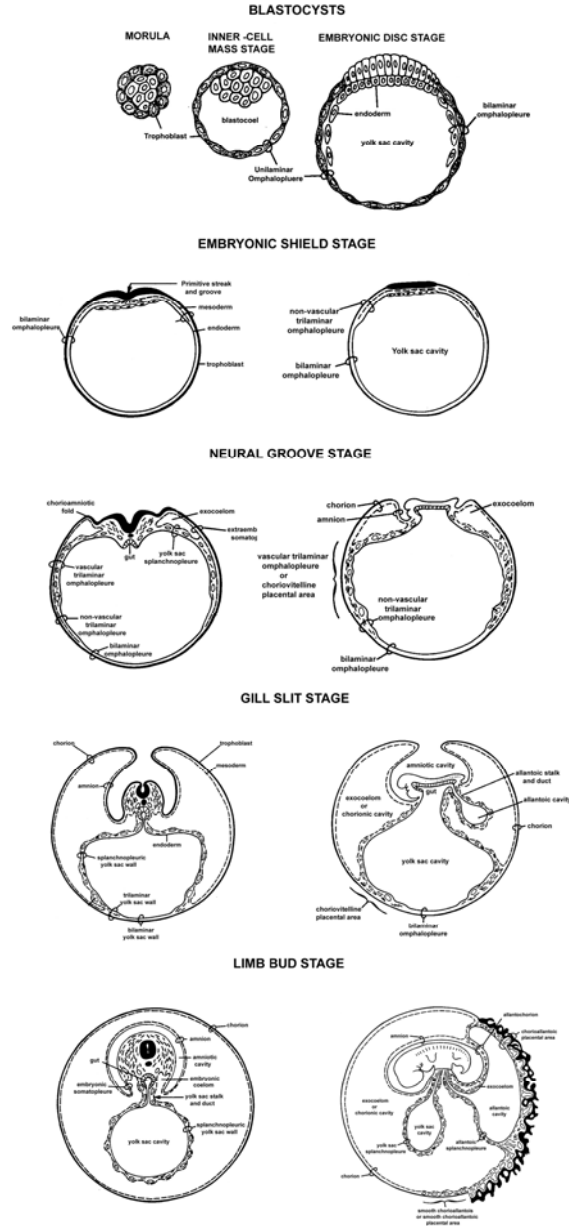 BLASTOCYSTS
MORULA
INNER -CELL
MASS STAGE
EMBRYONIC DISC STAGE
Trophoblast
blastocoel
Unilaminar
Omphalopluere
endoderm
yolk sac cavity
bilaminar
omphalopleure
EMBRYONIC SHIELD STAGE
Primitive streak
and groove
mesoderm
endoderm
trophoblast
bilaminar
omphalopleure
non-vascular
trilaminar
omphalopleure
bilaminar
omphalopleure
Yolk sac cavity
NEURAL GROOVE STAGE
chorioamniotic
fold
exocoelom
extraemb
somatop
gut
yolk sac
splanchnopleure
vascular
trilaminar
omphalopleure
non-vascular
trilaminar
omphalopleure
bilaminar
omphalopleure
chorion
amnion
exocoelom
vascular trilaminar
omphalopleure
or
choriovitelline
placental area
non-vascular
trilaminar
omphalopleure
bilaminar
omphalopleure
GILL SLIT STAGE
chorion
trophoblast
mesoderm
amnion
endoderm
splanchnopleuric
yolk sac wall
trilaminar
yolk sac wall
bilaminar
yolk sac wall
amniotic cavity
gut
allantoic stalk
and duct
allantoic cavity
exocoelom
or
chorionic cavity
chorion
yolk sac cavity
choriovitelline
placental area
bilaminar
omphalopleure
LIMB BUD STAGE
chorion
amnion
amniotic
cavity
gut
embryonic
somatopleure
embryonic
coelom
yolk sac stalk
and duct
splanchnopleuric
yolk sac wall
yolk sac cavity
allantochorion
chorioallantoic
placental area
amnion
exocoelom
exocoelom
or
chorionic cavity
allantoic
cavity
yolk sac
cavity
yolk sac
splanchnopleure
allantoic
splanchnopleure
chorion
smooth chorioallantois
or smooth chorioallantoic
placental area